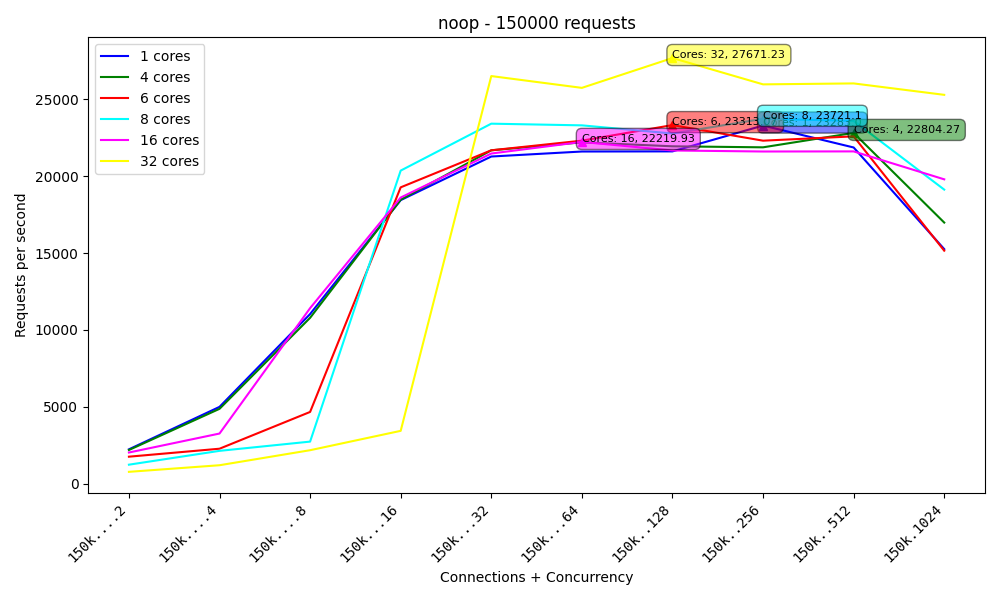 noop - 150000 requests
1 cores
4 cores
6 cores
8 cores
16 cores
32 cores
Cores: 32, 27671.23
Cores: 6, 23313
Cores: 8, 23721.1
Cores: 4, 22804.27
Cores: 16, 22219.93
Requests per second
25000
20000
15000
10000
5000
0
150k....2
150k....4
150k....8
150k...16
150k...32
150k...64
150k..128
150k..256
150k..512
150k.1024
Connections + Concurrency